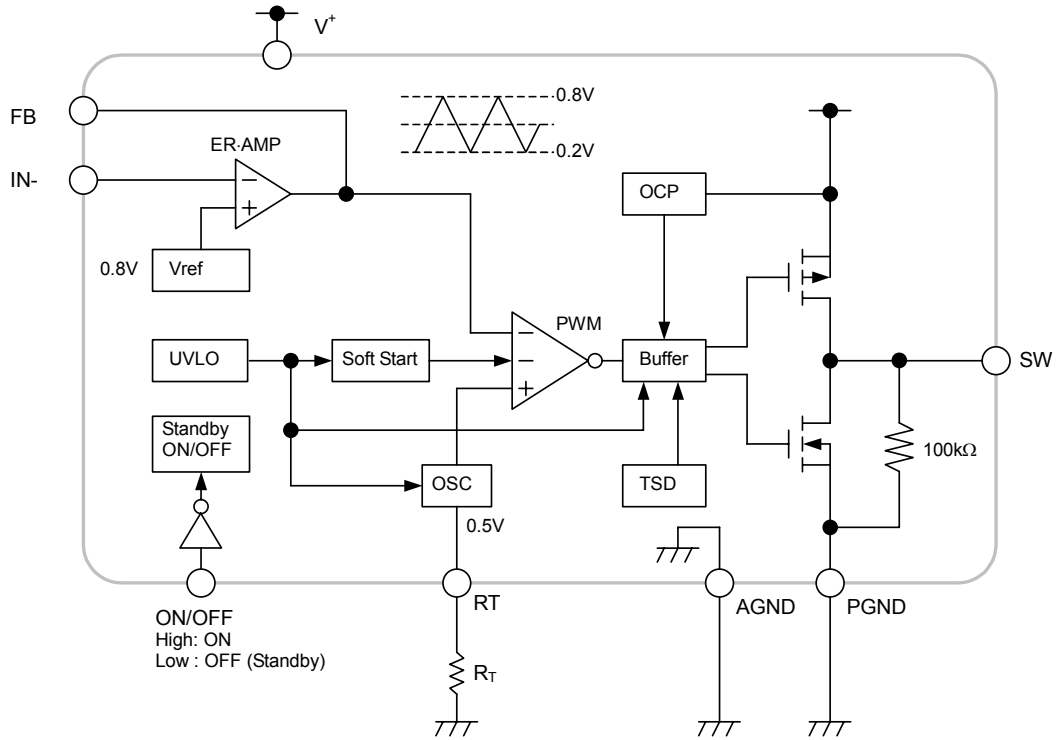 V+
FB
IN-
ER·AMP
−
+
0.8V
Vref
0.8V
0.2V
OCP
PWM
−
−
+
UVLO
Soft Start
Buffer
SW
Standby
ON/OFF
OSC
0.5V
TSD
100kΩ
ON/OFF
High: ON
Low : OFF (Standby)
RT
AGND
PGND
RT